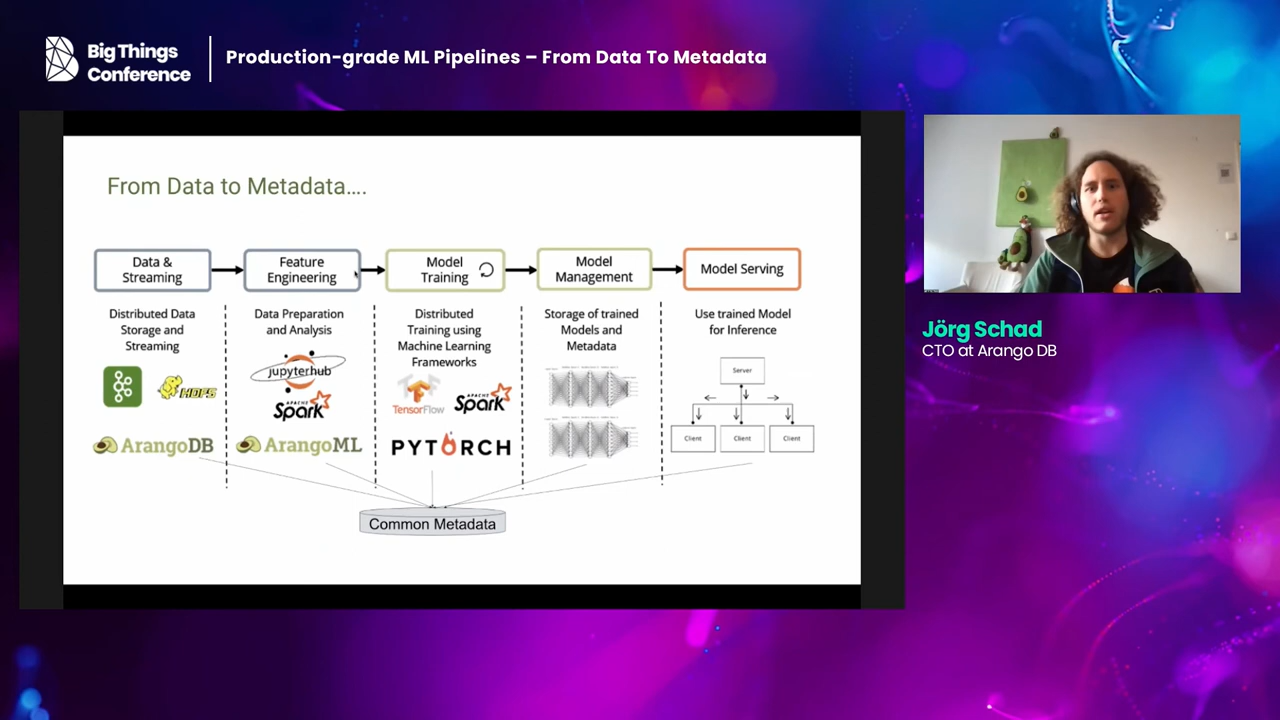 Big Things
Conference
Production-grade ML Pipelines – From Data To Metadata
From Data to Metadata....
Data &
Streaming
Feature
Engineering
Model
Training
Model
Management
Model Serving
Distributed Data
Storage and
Streaming
Data Preparation
and Analysis
Distributed
Training using
Machine Learning
Frameworks
Storage of trained
Models and
Metadata
Use trained Model
for Inference
HDFS
ArangoDB
jupyterhub
APACHE
Spark
ArangoML
TensorFlow
APACHE
Spark
PYTORCH
Server
Client
Client
Client
Common Metadata
Jörg Schad
CTO at Arango DB